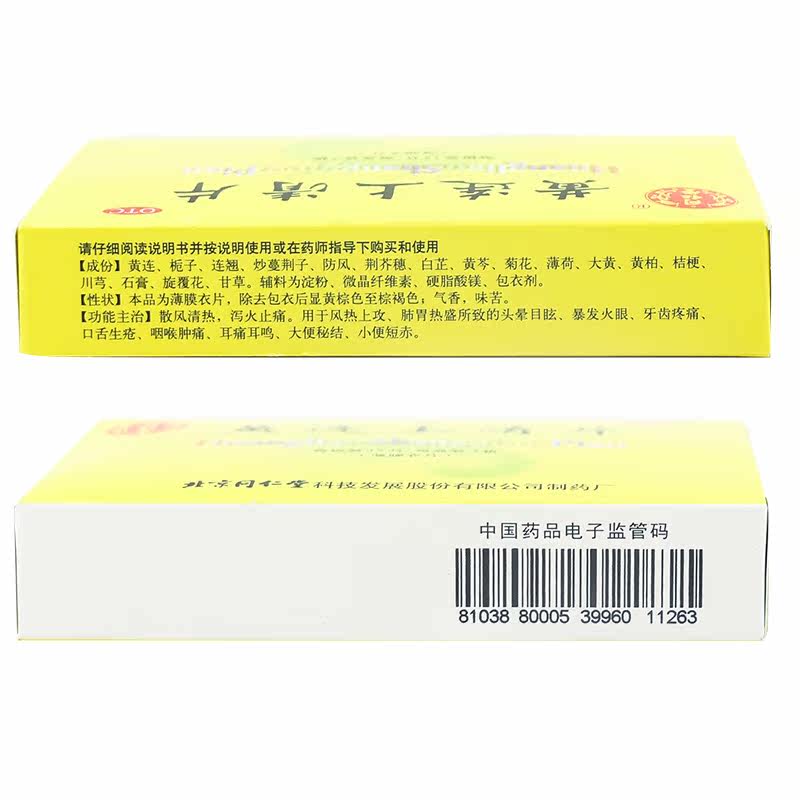 黄连上清片
OTC
请仔细阅读说明书并按说明使用或在药师指导下购买和使用
【成份】黄连、栀子、连翘、炒蔓荆子、防风、荆芥穗、白芷、黄芩、菊花、薄荷、大黄、黄柏、桔梗、
川芎、石膏、旋覆花、甘草。辅料为淀粉、微晶纤维素、硬脂酸镁、包衣剂。
【性状】本品为薄膜衣片，除去包衣后显黄棕色至棕褐色；气香，味苦。
【功能主治】散风清热，泻火止痛。用于风热上攻、肺胃热盛所致的头晕目眩、暴发火眼、牙齿疼痛、
口舌生疮、咽喉肿痛、耳痛耳鸣、大便秘结、小便短赤。
北京同仁堂科技发展股份有限公司制药厂
中国药品电子监管码
81038 80005 39960 11263